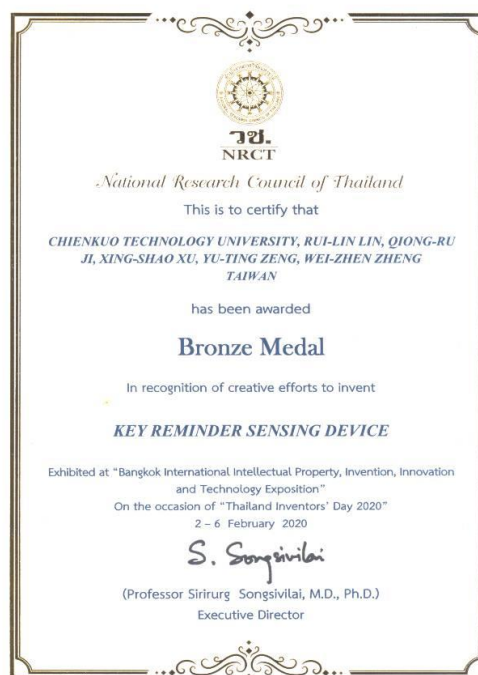 วช.
NRCT
National Research Council of Thailand
This is to certify that
CHIENKUO TECHNOLOGY UNIVERSITY, RUI-LIN LIN, QIONG-RU
JI, XING-SHAO XU, YU-TING ZENG, WEI-ZHEN ZHENG
TAIWAN
has been awarded
Bronze Medal
In recognition of creative efforts to invent
KEY REMINDER SENSING DEVICE
Exhibited at "Bangkok International Intellectual Property, Invention, Innovation
and Technology Exposition"
On the occasion of "Thailand Inventors' Day 2020"
2 – 6 February 2020
S. Songsivilai
(Professor Sirirurg Songsivilai, M.D., Ph.D.)
Executive Director